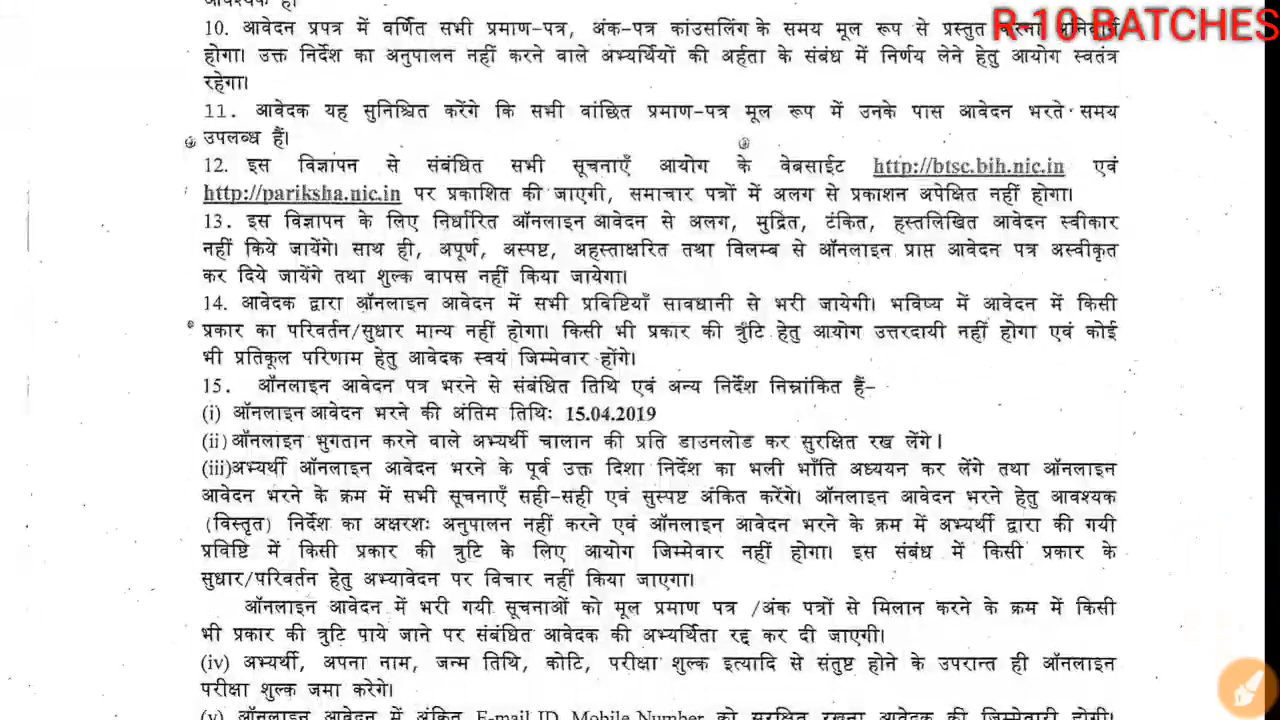 R-10 BATCHES
10. आवेदन प्रपत्र में वर्णित सभी प्रमाण-पत्र, अंक-पत्र कांउसलिंग के समय मूल रूप से प्रस्तुत
होगा। उक्त निर्देश का अनुपालन नहीं करने वाले अभ्यर्थियों की अर्हता के संबंध में निर्णय लेने हेतु आयोग स्वतंत्र
रहेगा।
11. आवेदक यह सुनिश्चित करेंगे कि सभी वांछित प्रमाण-पत्र मूल रूप में उनके पास आवेदन भरते समय
उपलब्ध हैं।
12. इस विज्ञापन से संबंधित सभी सूचनाएँ आयोग के वेबसाईट http://btsc.bih.nic.in एवं
http://pariksha.nic.in पर प्रकाशित की जाएगी, समाचार पत्रों में अलग से प्रकाशन अपेक्षित नहीं होगा।
13. इस विज्ञापन के लिए निर्धारित ऑनलाइन आवेदन से अलग, मुद्रित, टंकित, हस्तलिखित आवेदन स्वीकार
नहीं किये जायेंगे। साथ ही, अपूर्ण, अस्पष्ट, अहस्ताक्षरित तथा विलम्ब से ऑनलाइन प्राप्त आवेदन पत्र अस्वीकृत
कर दिये जायेंगे तथा शुल्क वापस नहीं किया जायेगा।
14. आवेदक द्वारा ऑनलाइन आवेदन में सभी प्रविष्टियाँ सावधानी से भरी जायेगी। भविष्य में आवेदन में किसी
प्रकार का परिवर्तन/सुधार मान्य नहीं होगा। किसी भी प्रकार की त्रुटि हेतु आयोग उत्तरदायी नहीं होगा एवं कोई
भी प्रतिकूल परिणाम हेतु आवेदक स्वयं जिम्मेवार होंगे।
15. ऑनलाइन आवेदन पत्र भरने से संबंधित तिथि एवं अन्य निर्देश निम्नांकित हैं-
(i) ऑनलाइन आवेदन भरने की अंतिम तिथिः 15.04.2019
(ii) ऑनलाइन भुगतान करने वाले अभ्यर्थी चालान की प्रति डाउनलोड कर सुरक्षित रख लेंगे।
(iii)अभ्यर्थी ऑनलाइन आवेदन भरने के पूर्व उक्त दिशा निर्देश का भली भाँति अध्ययन कर लेंगे तथा ऑनलाइन
आवेदन भरने के क्रम में सभी सूचनाएँ सही-सही एवं सुस्पष्ट अंकित करेंगे। ऑनलाइन आवेदन भरने हेतु आवश्यक
(विस्तृत) निर्देश का अक्षरशः अनुपालन नहीं करने एवं ऑनलाइन आवेदन भरने के क्रम में अभ्यर्थी द्वारा की गयी
प्रविष्टि में किसी प्रकार की त्रुटि के लिए आयोग जिम्मेवार नहीं होगा। इस संबंध में किसी प्रकार के
सुधार/परिवर्तन हेतु अभ्यावेदन पर विचार नहीं किया जाएगा।
ऑनलाइन आवेदन में भरी गयी सूचनाओं को मूल प्रमाण पत्र /अंक पत्रों से मिलान करने के क्रम में किसी
भी प्रकार की त्रुटि पाये जाने पर संबंधित आवेदक की अभ्यर्थिता रद्द कर दी जाएगी।
(iv) अभ्यर्थी, अपना नाम, जन्म तिथि, कोटि, परीक्षा शुल्क इत्यादि से संतुष्ट होने के उपरान्त ही ऑनलाइन
परीक्षा शुल्क जमा करेगे।
(v) ऑनलाइन आवेदन में अंकित E-mail ID, Mobile Number को सुरक्षित रखना आवेदक की जिम्मेवारी होगी।